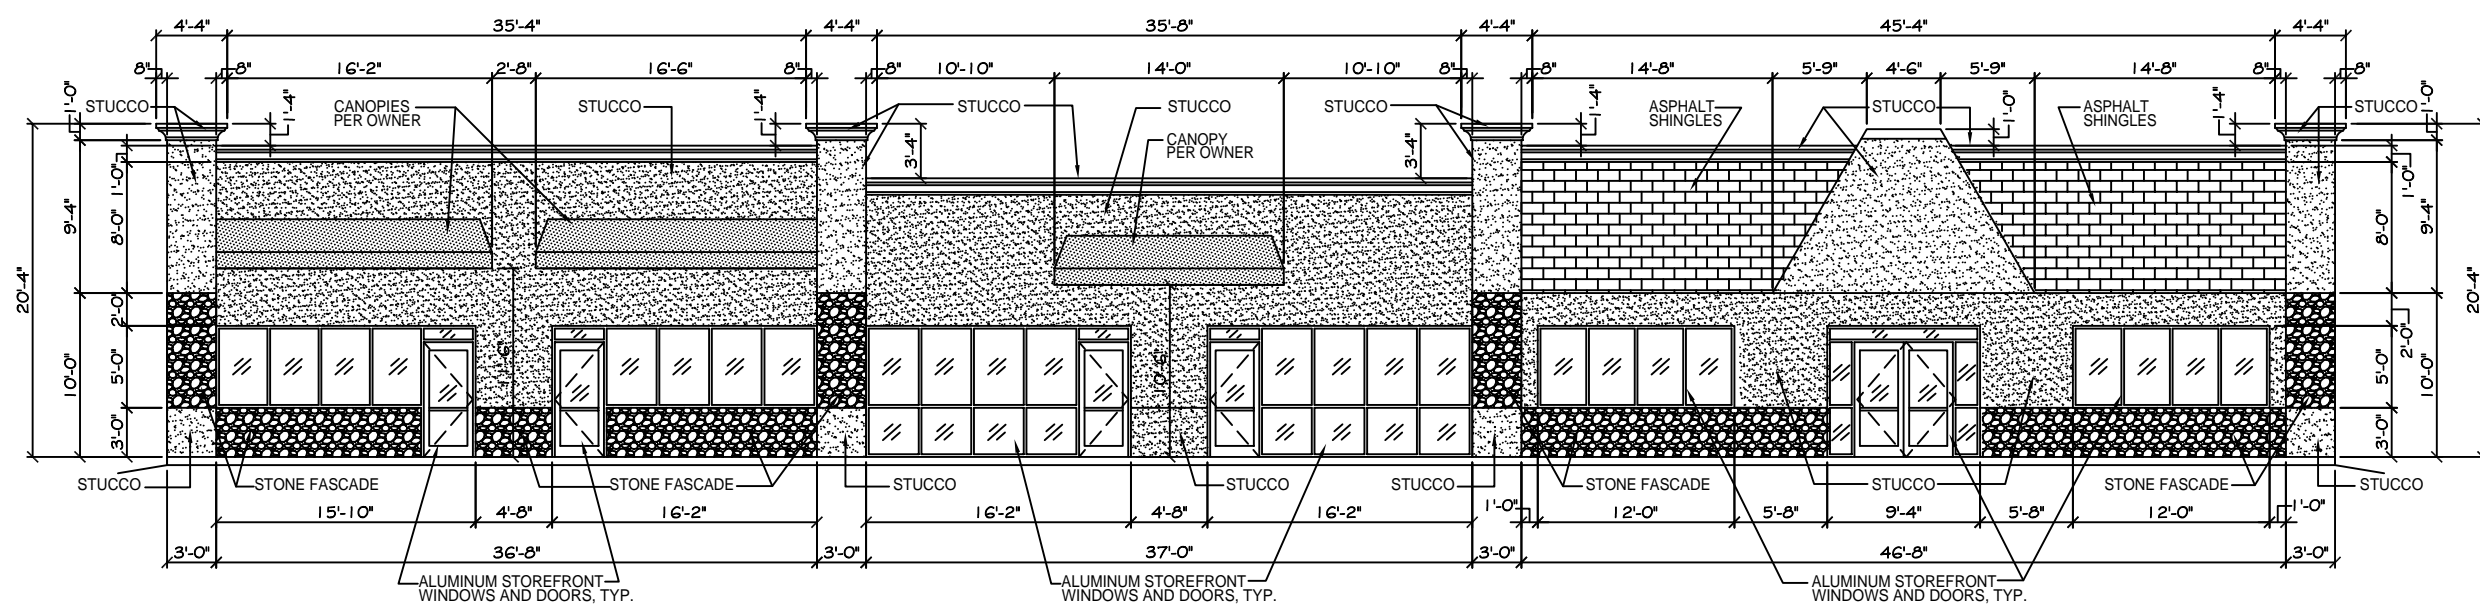 4'-4" 35'-4" 4'-4" 35'-8" 4'-4" 45'-4" 4'-4"
8" 8" 16'-2" 2'-8" 16'-6" 8" 8" 10'-10" 14'-0" 10'-10" 8" 8" 14'-8" 5'-9" 4'-6" 5'-9" 14'-8" 8" 8"
STUCCO
CANOPIES
PER OWNER
STUCCO
STUCCO
STUCCO
STUCCO
ASPHALT
SHINGLES
STUCCO
ASPHALT
SHINGLES
STUCCO
CANOPY
PER OWNER
1'-0"
1'-4"
1'-4"
3'-4"
3'-4"
1'-4"
1'-0"
1'-4"
1'-0"
20'-4"
9'-4"
10'-0"
1'-0"
8'-0"
2'-0"
5'-0"
3'-0"
1'-0"
8'-0"
2'-0"
5'-0"
3'-0"
9'-4"
10'-0"
20'-4"
STUCCO
STONE FASCADE
STONE FASCADE
STUCCO
STUCCO
STUCCO
STONE FASCADE
STUCCO
STONE FASCADE
STUCCO
15'-10" 4'-8" 16'-2" 16'-2" 4'-8" 16'-2" 1'-0" 12'-0" 5'-8" 9'-4" 5'-8" 12'-0" 1'-0"
3'-0" 36'-8" 3'-0" 37'-0" 3'-0" 46'-8" 3'-0"
ALUMINUM STOREFRONT
WINDOWS AND DOORS, TYP.
ALUMINUM STOREFRONT
WINDOWS AND DOORS, TYP.
ALUMINUM STOREFRONT
WINDOWS AND DOORS, TYP.